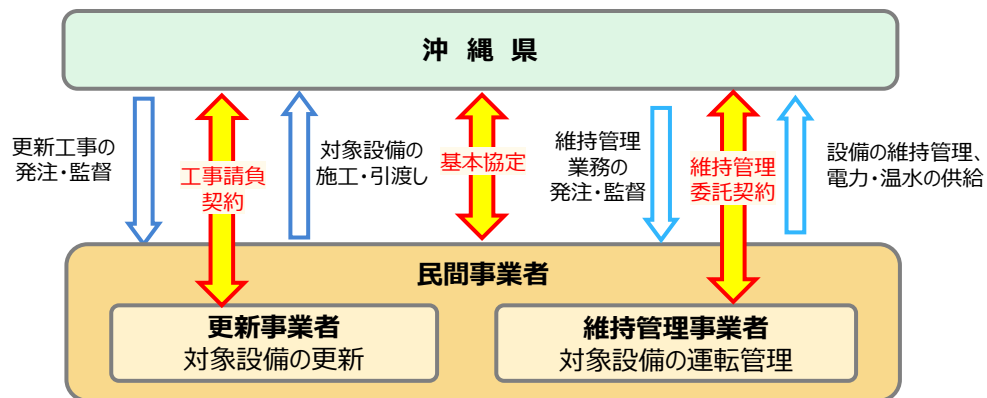 沖 縄 県
更新工事の
発注・監督
工事請負
契約
対象設備の
施工・引渡し
基本協定
維持管理
業務の
発注・監督
維持管理
委託契約
設備の維持管理、
電力・温水の供給
民間事業者
更新事業者
対象設備の更新
維持管理事業者
対象設備の運転管理